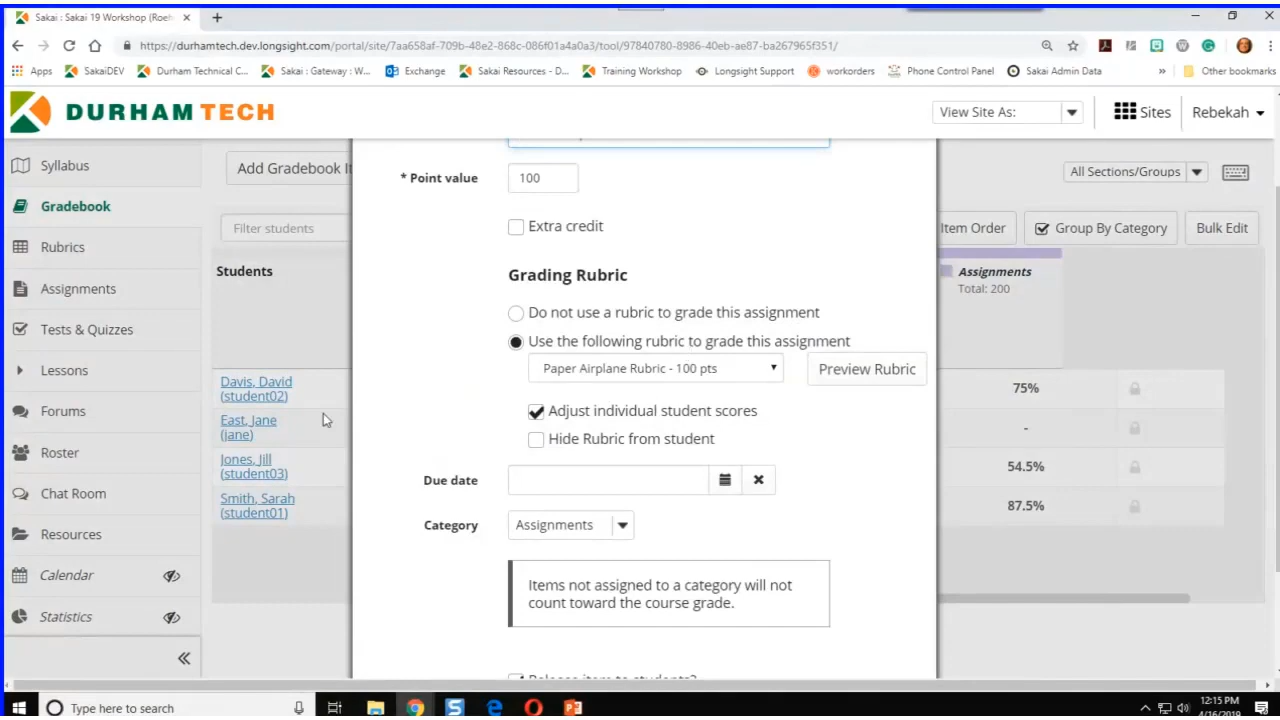 Sakai : Sakai 19 Workshop (Roeh
https://durhamtech.dev.longsight.com/portal/site/7aa658af-709b-48e2-868c-086f01a4a0a3/tool/97840780-8986-40eb-ae87-ba267965f351/
Apps SakaiDEV Durham Technical C... Sakai : Gateway : W... Exchange Sakai Resources - D... Training Workshop Longsight Support workorders Phone Control Panel Sakai Admin Data » Other bookmarks
DURHAM TECH
View Site As:
Sites
Rebekah
Syllabus
Gradebook
Rubrics
Assignments
Tests & Quizzes
Lessons
Forums
Roster
Chat Room
Resources
Calendar
Statistics
Add Gradebook It
All Sections/Groups
Filter students
Item Order
Group By Category
Bulk Edit
Students
Assignments
Total: 200
Davis, David
(student02)
75%
East, Jane
(jane)
-
Jones, Jill
(student03)
54.5%
Smith, Sarah
(student01)
87.5%
* Point value
100
Extra credit
Grading Rubric
Do not use a rubric to grade this assignment
Use the following rubric to grade this assignment
Paper Airplane Rubric - 100 pts
Preview Rubric
Adjust individual student scores
Hide Rubric from student
Due date
Category
Assignments
Items not assigned to a category will not
count toward the course grade.
Release item to students?
Type here to search
12:15 PM
4/16/2019